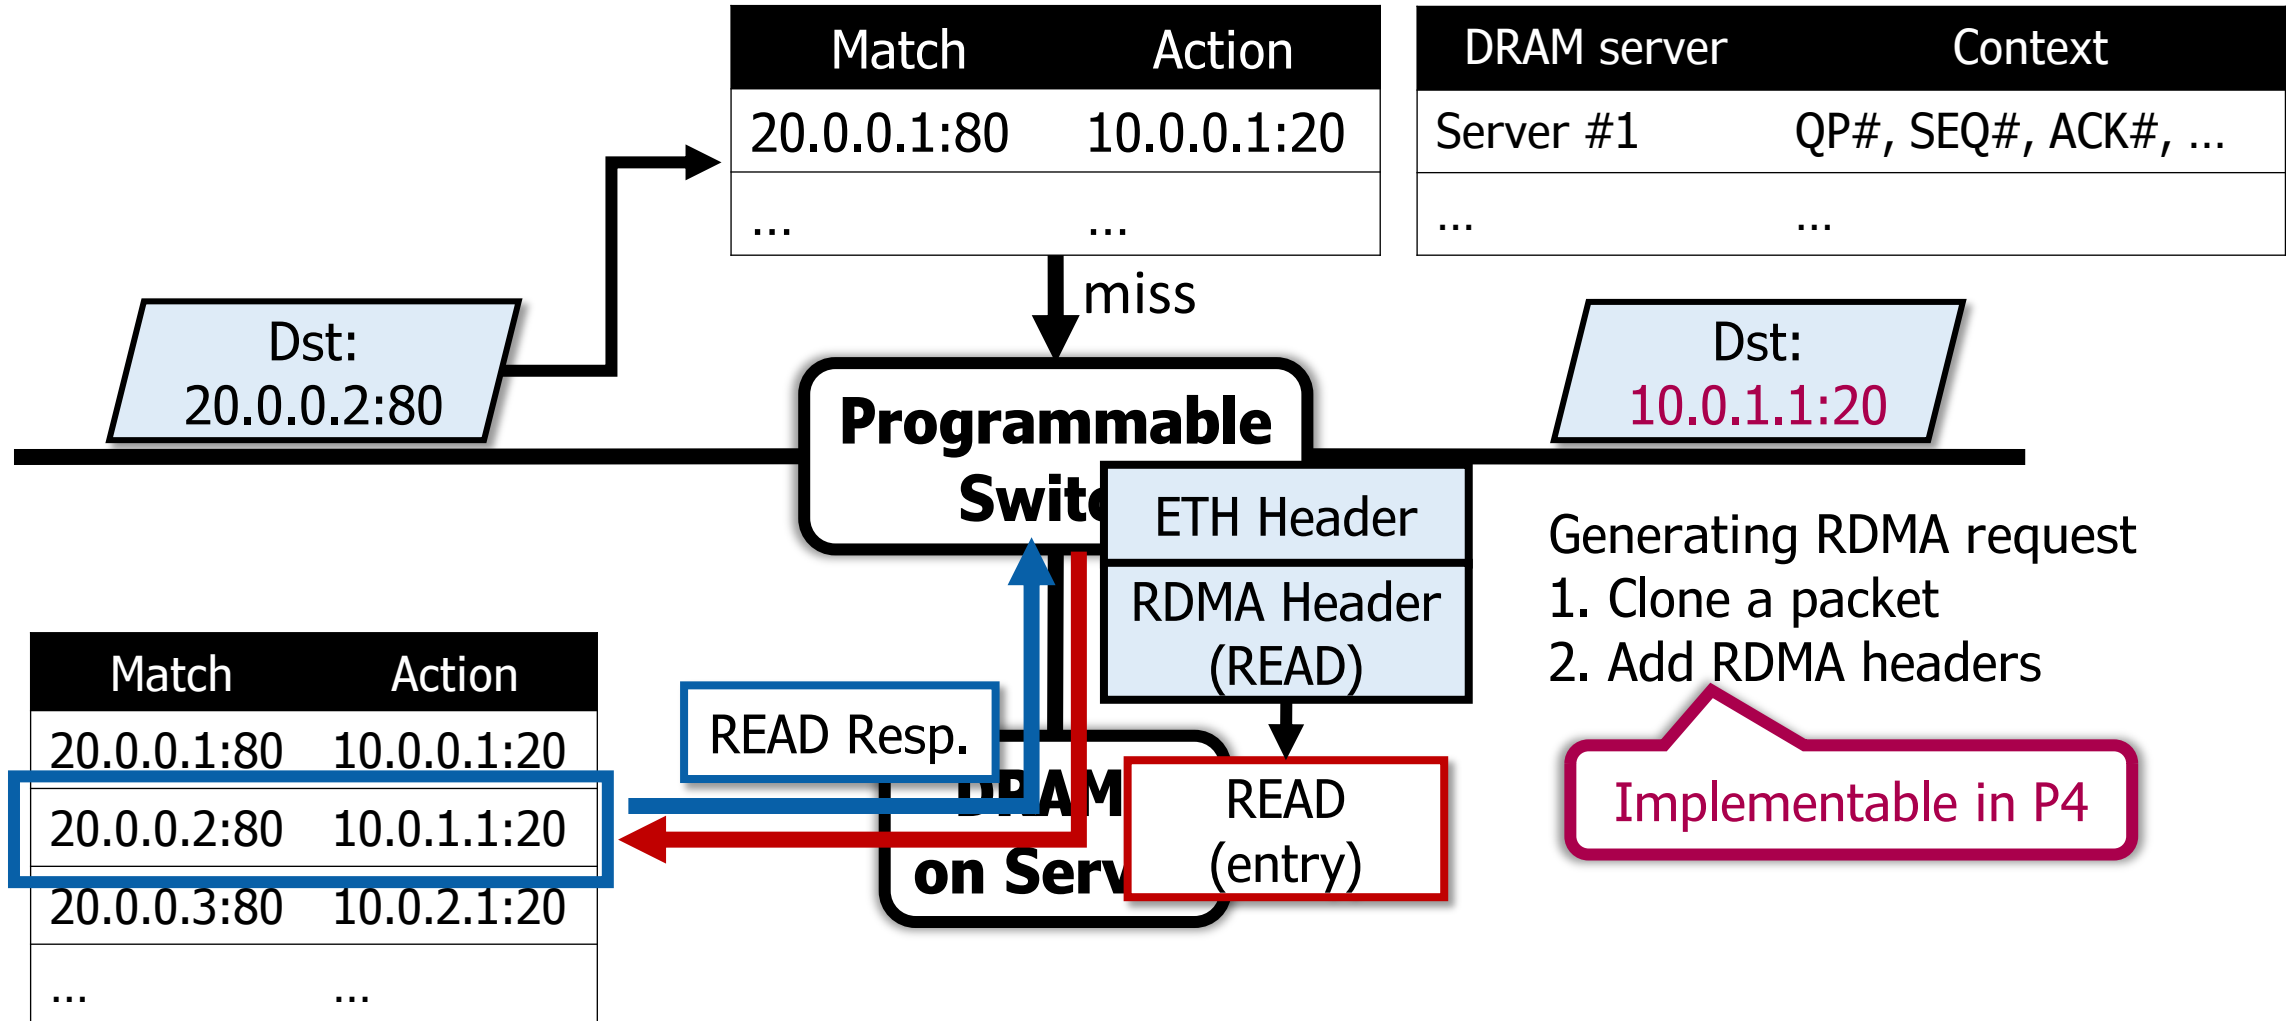 Match Action
20.0.0.1:80 10.0.0.1:20
... ...
DRAM server Context
Server #1 QP#, SEQ#, ACK#, ...
... ...
miss
Dst:
20.0.0.2:80
Dst:
10.0.1.1:20
Programmable
Switc
ETH Header
RDMA Header
(READ)
Generating RDMA request
1. Clone a packet
2. Add RDMA headers
Implementable in P4
Match Action
20.0.0.1:80 10.0.0.1:20
20.0.0.2:80 10.0.1.1:20
20.0.0.3:80 10.0.2.1:20
... ...
READ Resp.
DRAM
on Serv
READ
(entry)